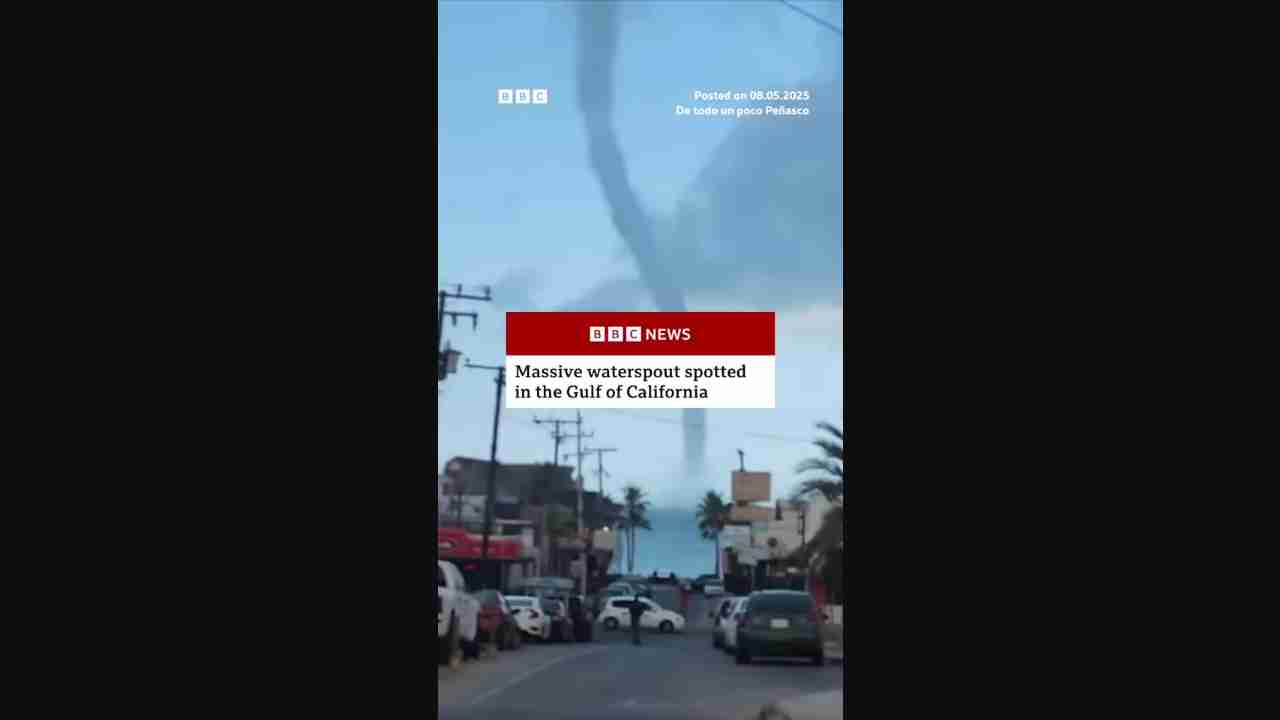 BBC
Posted on 08.05.2025
De todo un poco Peñasco
BBC NEWS
Massive waterspout spotted
in the Gulf of California